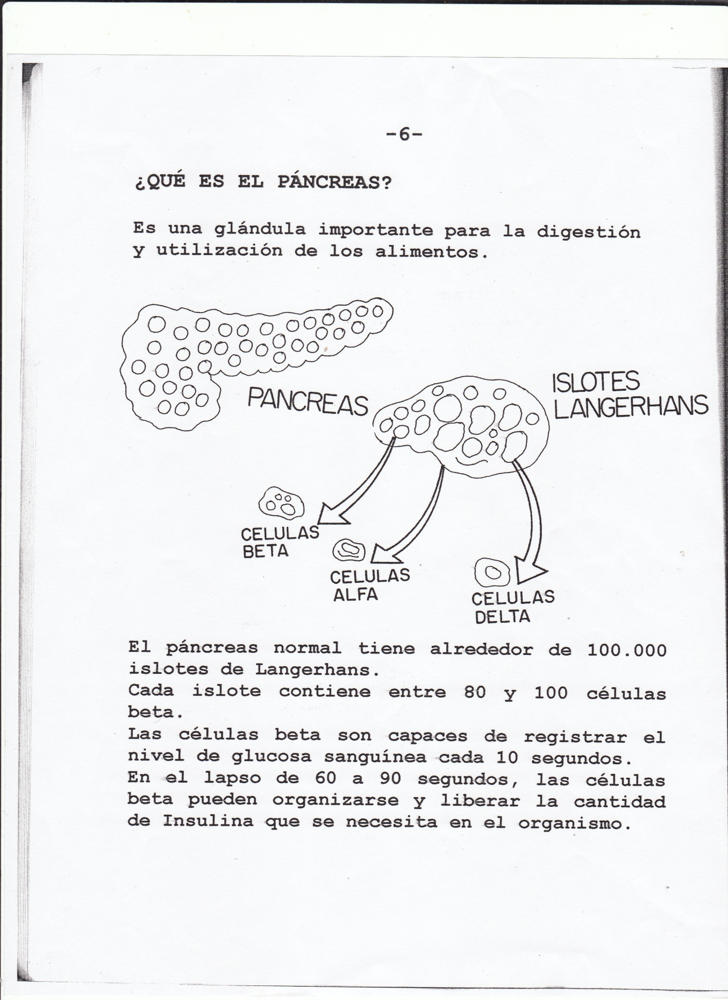 -6-
¿QUÉ ES EL PÁNCREAS?
Es una glándula importante para la digestión
y utilización de los alimentos.
PANCREAS
ISLOTES
LANGERHANS
CELULAS
BETA
CELULAS
ALFA
CELULAS
DELTA
El páncreas normal tiene alrededor de 100.000
islotes de Langerhans.
Cada islote contiene entre 80 y 100 células
beta.
Las células beta son capaces de registrar el
nivel de glucosa sanguínea cada 10 segundos.
En el lapso de 60 a 90 segundos, las células
beta pueden organizarse y liberar la cantidad
de Insulina que se necesita en el organismo.